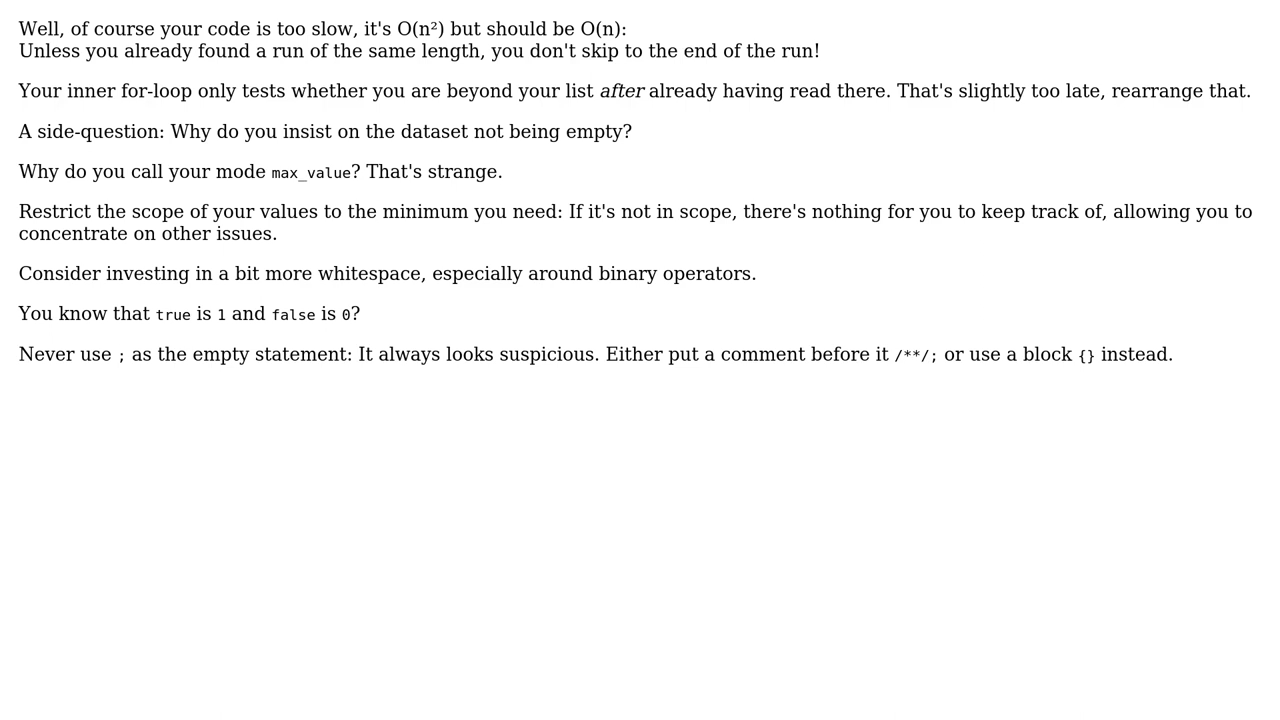 Well, of course your code is too slow, it's O(n²) but should be O(n):
Unless you already found a run of the same length, you don't skip to the end of the run!
Your inner for-loop only tests whether you are beyond your list after already having read there. That's slightly too late, rearrange that.
A side-question: Why do you insist on the dataset not being empty?
Why do you call your mode max_value? That's strange.
Restrict the scope of your values to the minimum you need: If it's not in scope, there's nothing for you to keep track of, allowing you to
concentrate on other issues.
Consider investing in a bit more whitespace, especially around binary operators.
You know that true is 1 and false is 0?
Never use ; as the empty statement: It always looks suspicious. Either put a comment before it /**/; or use a block {} instead.